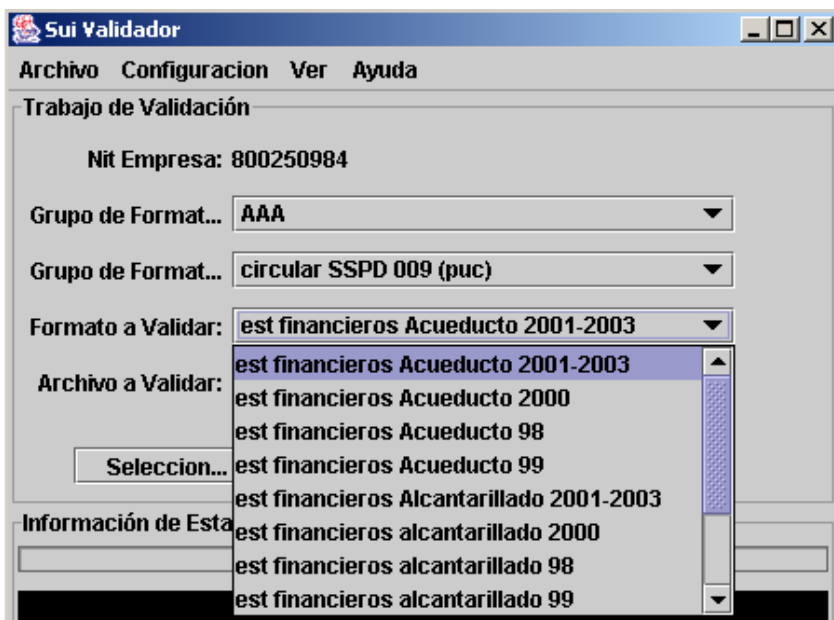 Sui Validador
Archivo Configuracion Ver Ayuda
Trabajo de Validación
Nit Empresa: 800250984
Grupo de Format... AAA
Grupo de Format... circular SSPD 009 (puc)
Formato a Validar: est financieros Acueducto 2001-2003
est financieros Acueducto 2001-2003
Archivo a Validar:
est financieros Acueducto 2000
est financieros Acueducto 98
Seleccion... est financieros Acueducto 99
est financieros Alcantarillado 2001-2003
Información de Esta
est financieros alcantarillado 2000
est financieros alcantarillado 98
est financieros alcantarillado 99